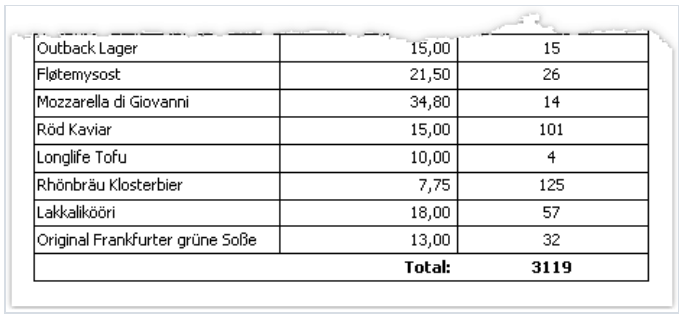 Outback Lager 15,00 15
Fløtemysost 21,50 26
Mozzarella di Giovanni 34,80 14
Röd Kaviar 15,00 101
Longlife Tofu 10,00 4
Rhönbräu Klosterbier 7,75 125
Lakkalikööri 18,00 57
Original Frankfurter grüne Soße 13,00 32
Total: 3119